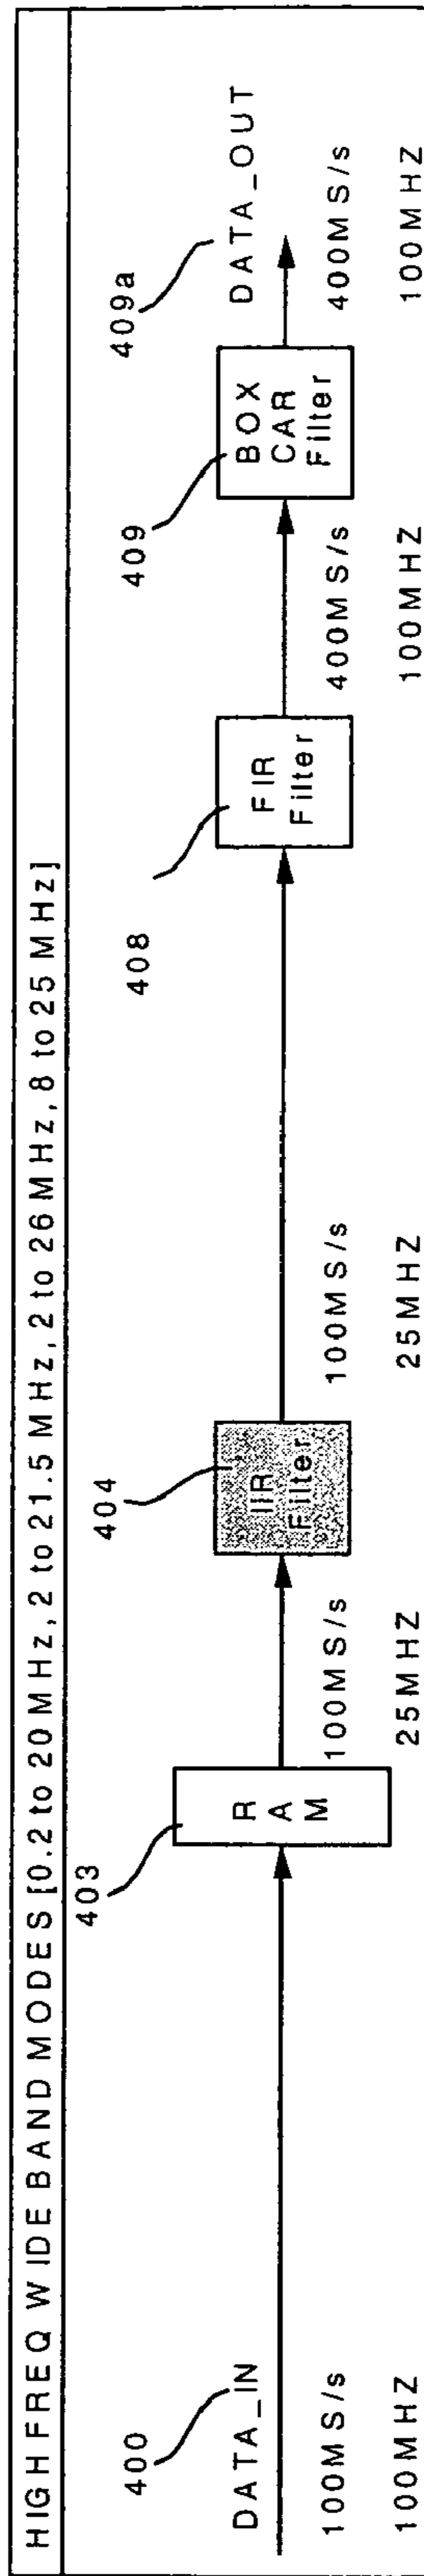 HIGH FREQ WIDE BAND MODES [0.2 to 20 MHz, 2 to 21.5 MHz, 2 to 26 MHz, 8 to 25 MHz]
400
DATA_IN
100MS/s
100MHZ
403
RAM
100MS/s
25MHZ
404
IIR
Filter
100MS/s
25MHZ
408
FIR
Filter
400MS/s
100MHZ
409
BOX
CAR
Filter
409a
DATA_OUT
400MS/s
100MHZ